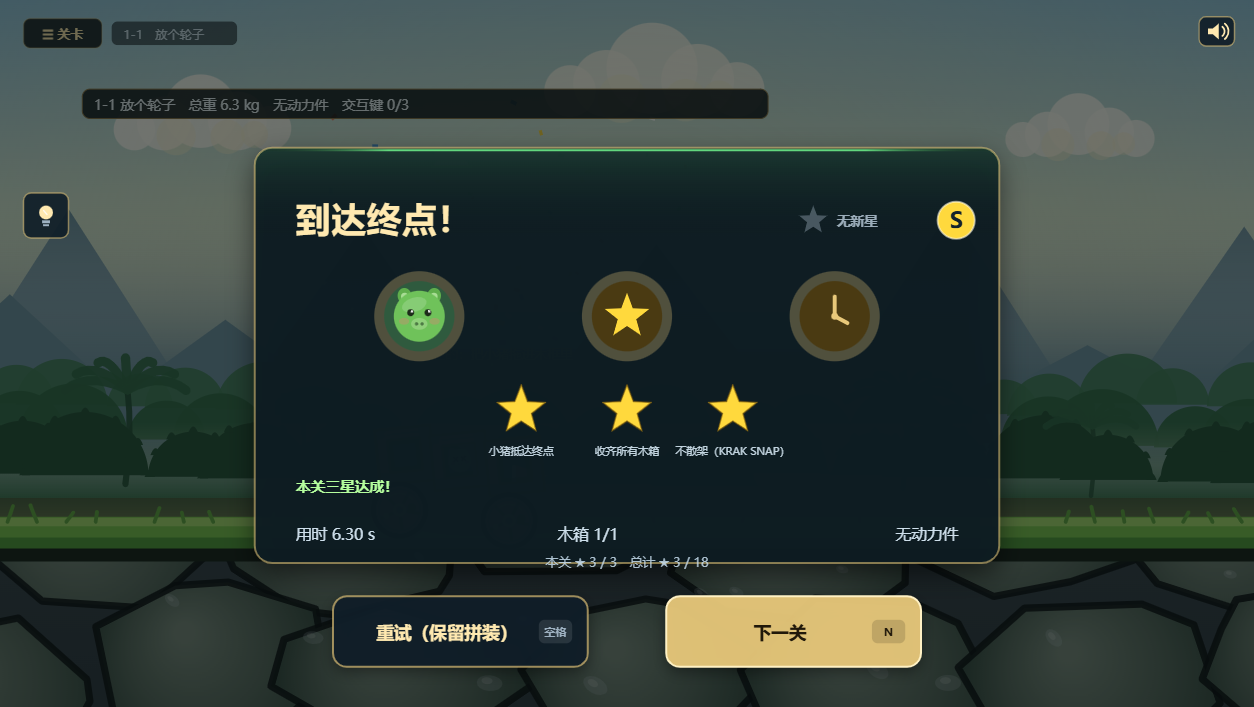 ☰ 关卡
1-1 放个轮子
1-1 放个轮子 总重 6.3 kg 无动力件 交互键 0/3
到达终点!
无新星
S
小猪抵达终点
收齐所有木箱
不散架（KRAK SNAP）
本关三星达成!
用时 6.30 s
木箱 1/1
无动力件
本关 ★ 3 / 3 总计 ★ 3 / 18
重试（保留拼装） 空格
下一关 N